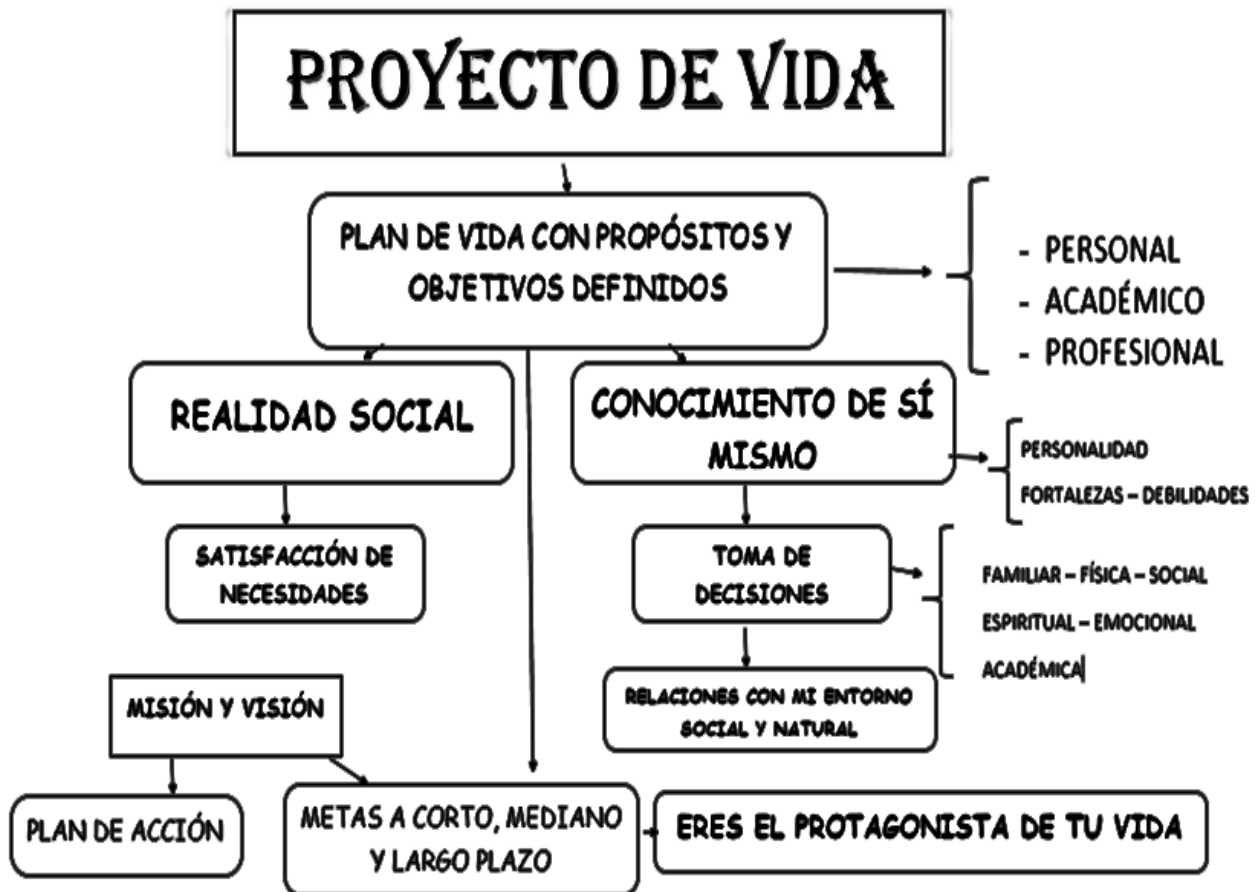 PROYECTO DE VIDA
PLAN DE VIDA CON PROPÓSITOS Y
OBJETIVOS DEFINIDOS
- PERSONAL
- ACADÉMICO
- PROFESIONAL
REALIDAD SOCIAL
CONOCIMIENTO DE SÍ
MISMO
PERSONALIDAD
FORTALEZAS – DEBILIDADES
SATISFACCIÓN DE
NECESIDADES
TOMA DE
DECISIONES
FAMILIAR – FÍSICA – SOCIAL
ESPIRITUAL – EMOCIONAL
ACADÉMICA
RELACIONES CON MI ENTORNO
SOCIAL Y NATURAL
MISIÓN Y VISIÓN
PLAN DE ACCIÓN
METAS A CORTO, MEDIANO
Y LARGO PLAZO
ERES EL PROTAGONISTA DE TU VIDA